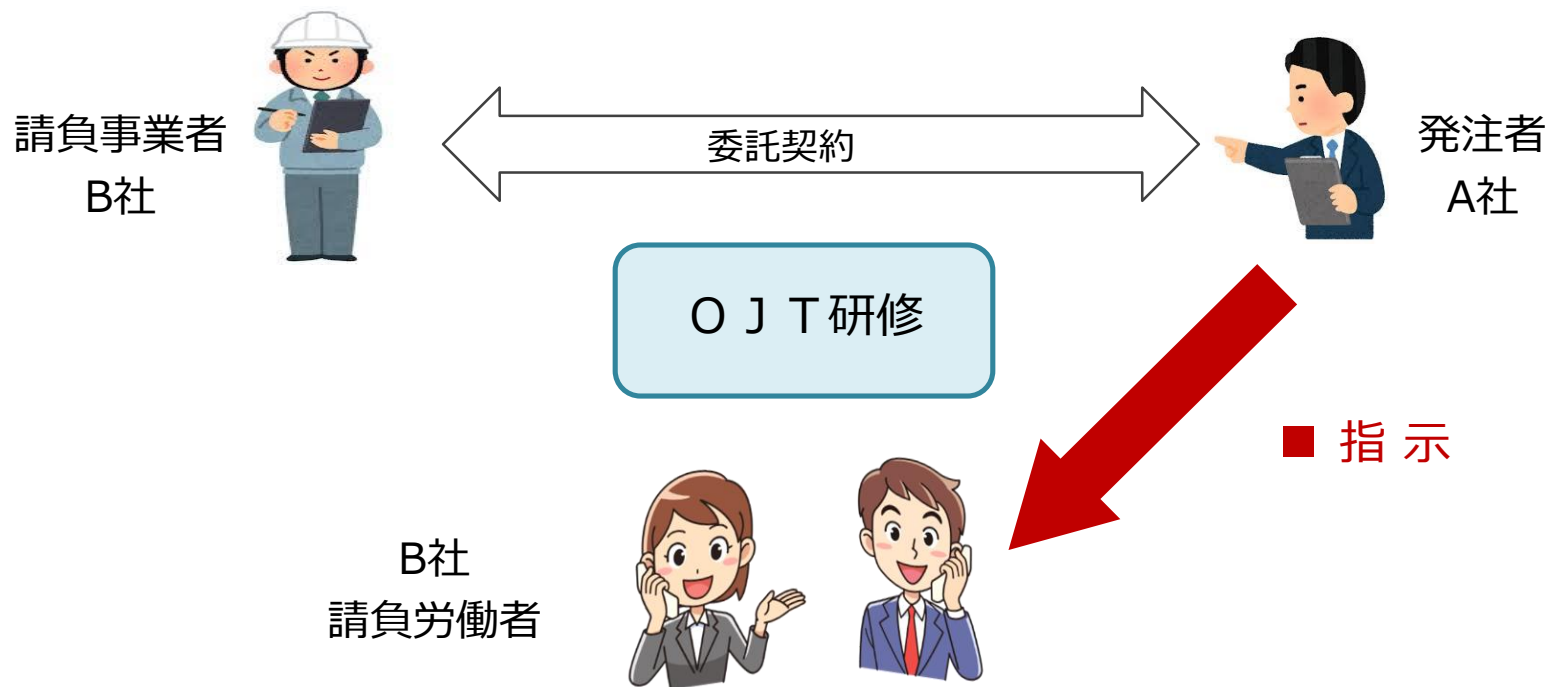 請負事業者
B社
委託契約
発注者
A社
ＯＪＴ研修
■ 指 示
B社
請負労働者